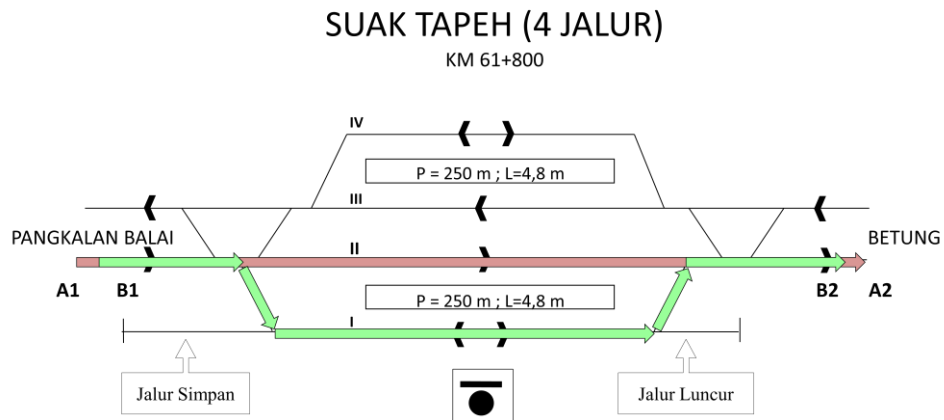 SUAK TAPEH (4 JALUR)
KM 61+800
IV
P = 250 m ; L=4,8 m
III
PANGKALAN BALAI
II
BETUNG
A1
B1
B2
A2
P = 250 m ; L=4,8 m
I
Jalur Simpan
Jalur Luncur